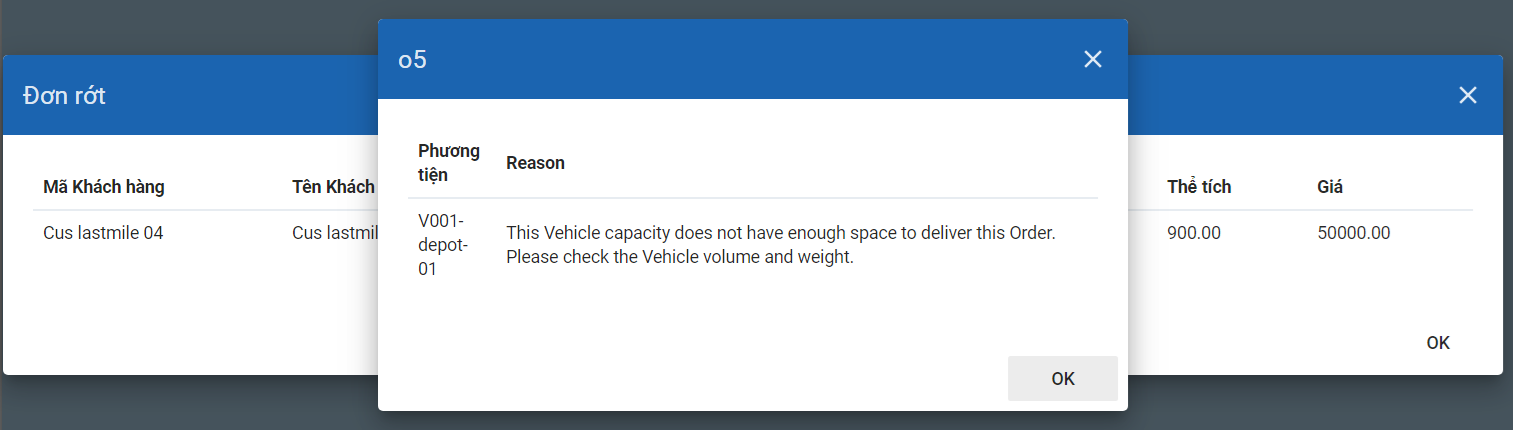 o5
Đơn rớt
Phương
tiện
Reason
Mã Khách hàng
Tên Khách
Thể tích
Giá
V001-
depot-
01
This Vehicle capacity does not have enough space to deliver this Order.
Please check the Vehicle volume and weight.
Cus lastmile 04
Cus lastmil
900.00
50000.00
OK
OK